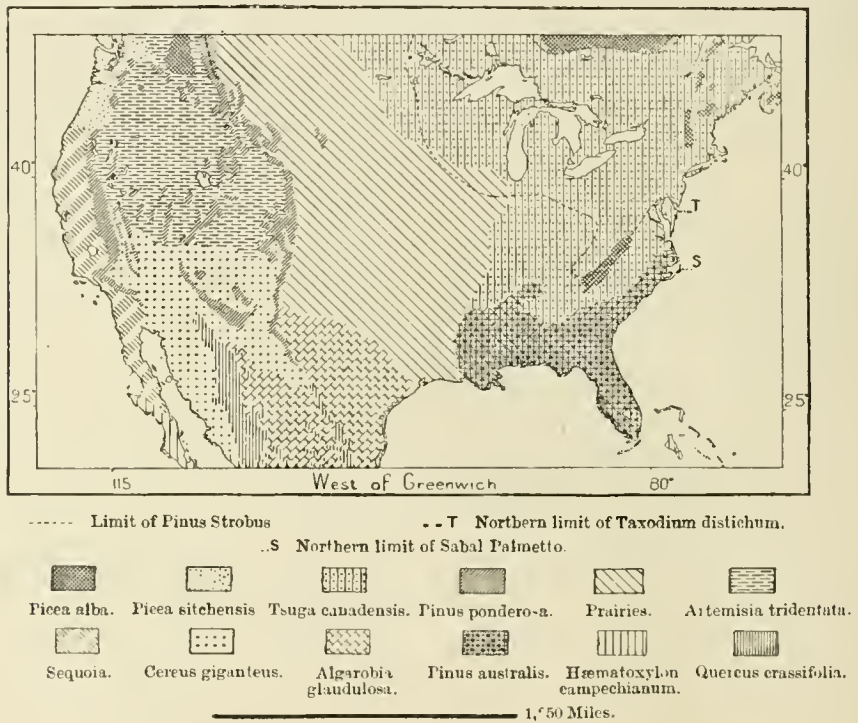 40°
40°
T
S
25°
25°
115
West of Greenwich
80°
Limit of Pinus Strobus
T Northern limit of Taxodium distichum.
S Northern limit of Sabal Palmetto.
Picea alba. Picea sitchensis Tsuga canadensis. Pinus pondero-a. Prairies. Artemisia tridentata.
Sequoia. Cereus giganteus. Algarobia Pinus australis. Hæmatoxylon Quercus crassifolia.
glaudulosa. campechianum.
Miles.